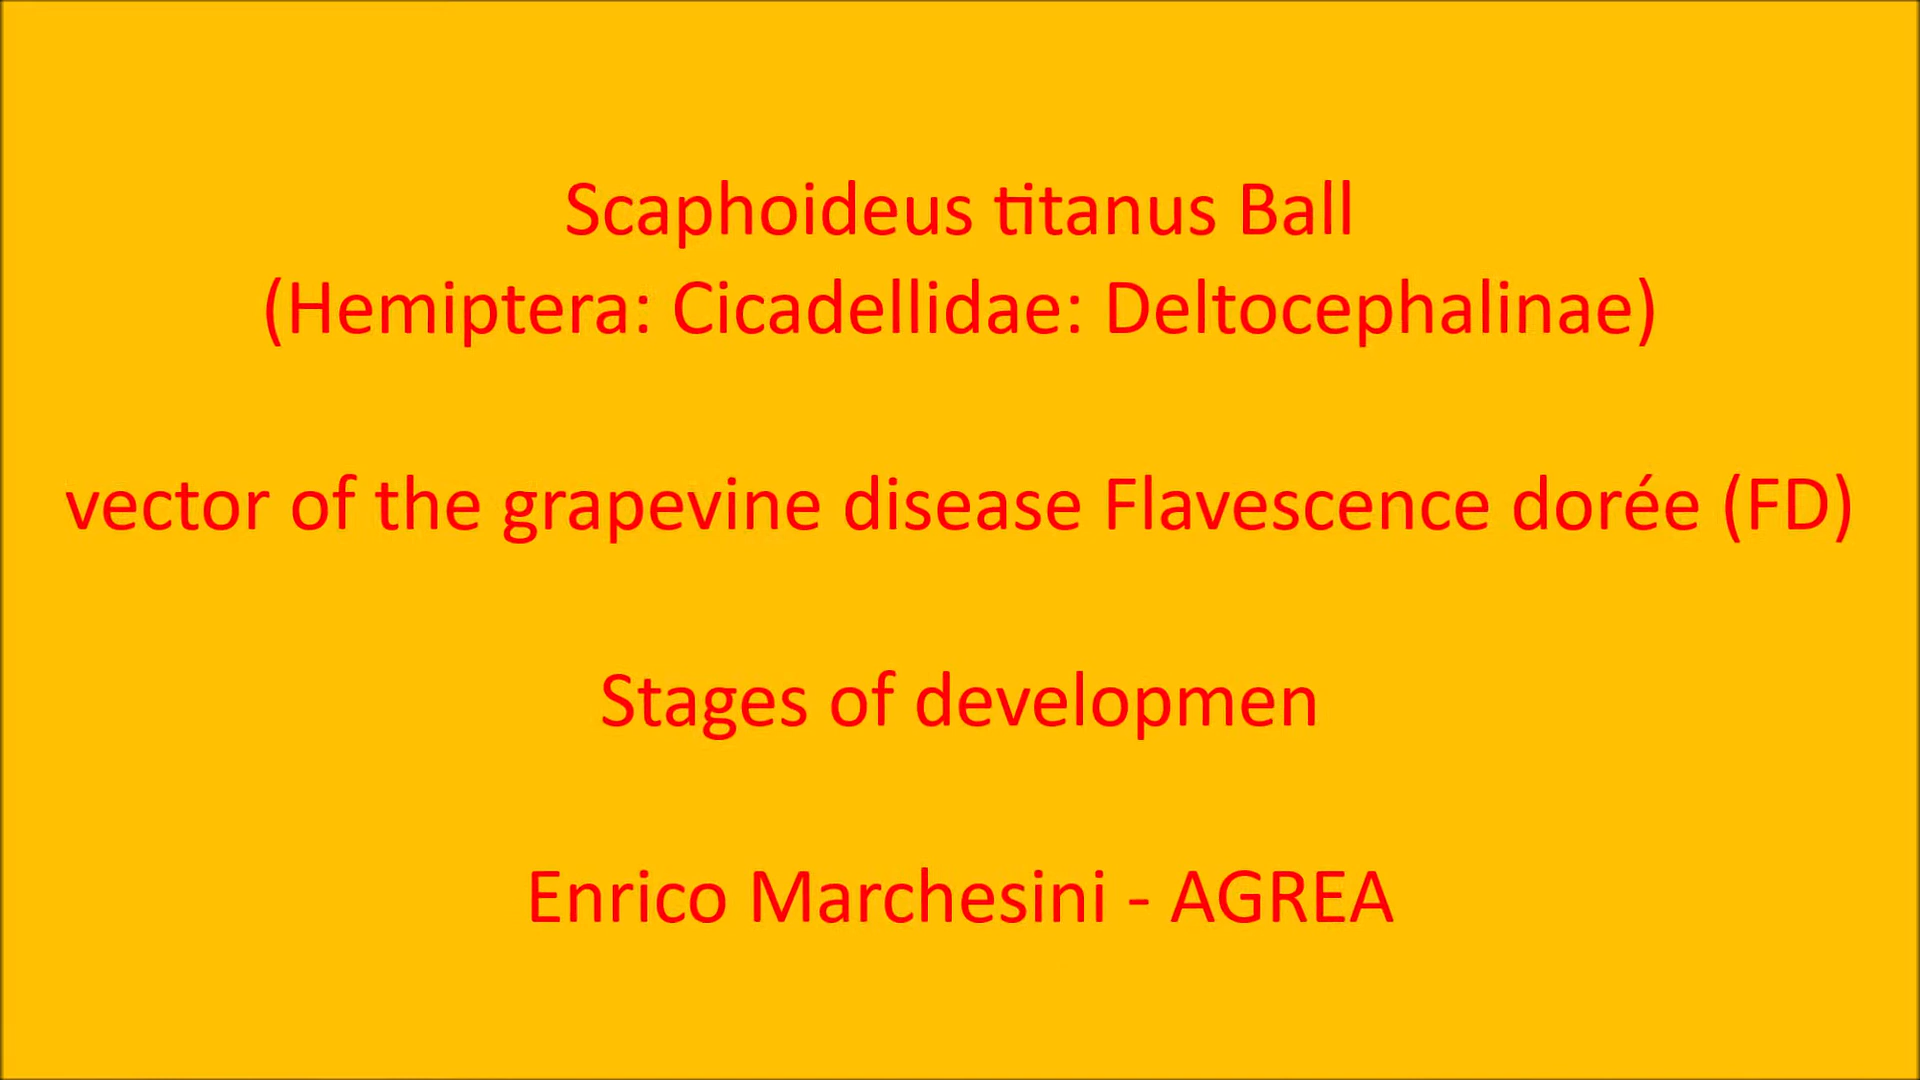 Scaphoideus titanus Ball
(Hemiptera: Cicadellidae: Deltocephalinae)
vector of the grapevine disease Flavescence dorée (FD)
Stages of developmen
Enrico Marchesini - AGREA